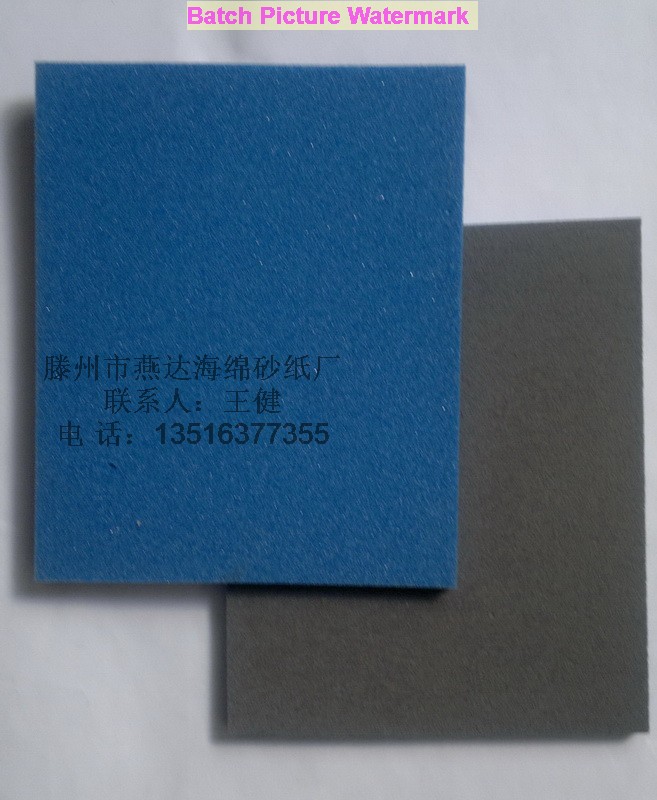 Batch Picture Watermark
滕州市燕达海绵砂纸厂
联系人：王健
电 话：13516377355